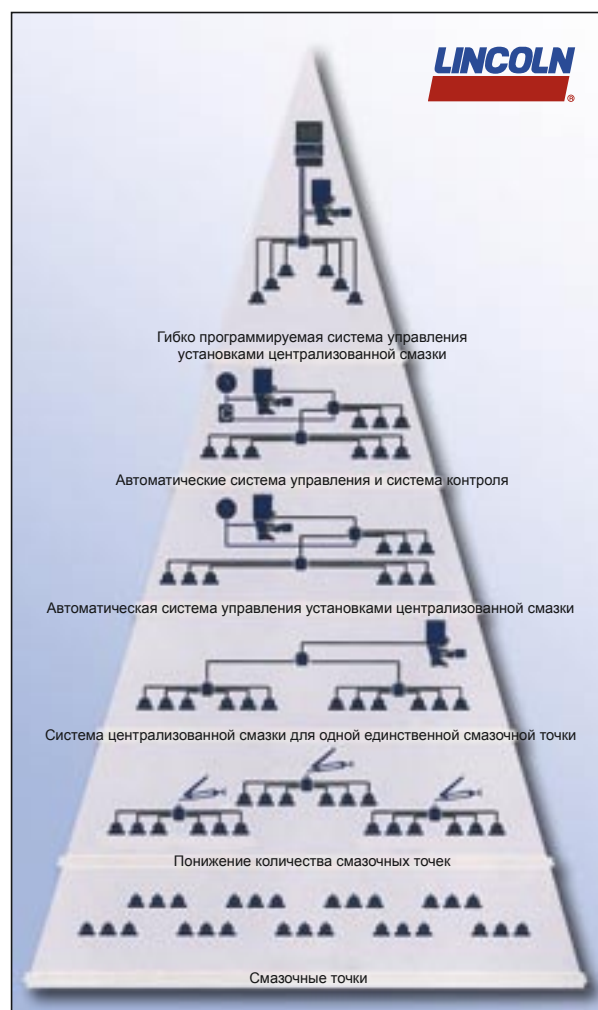 LINCOLN
®
Гибко программируемая система управления
установками централизованной смазки
Автоматические система управления и система контроля
Автоматическая система управления установками централизованной смазки
Система централизованной смазки для одной единственной смазочной точки
Понижение количества смазочных точек
Смазочные точки